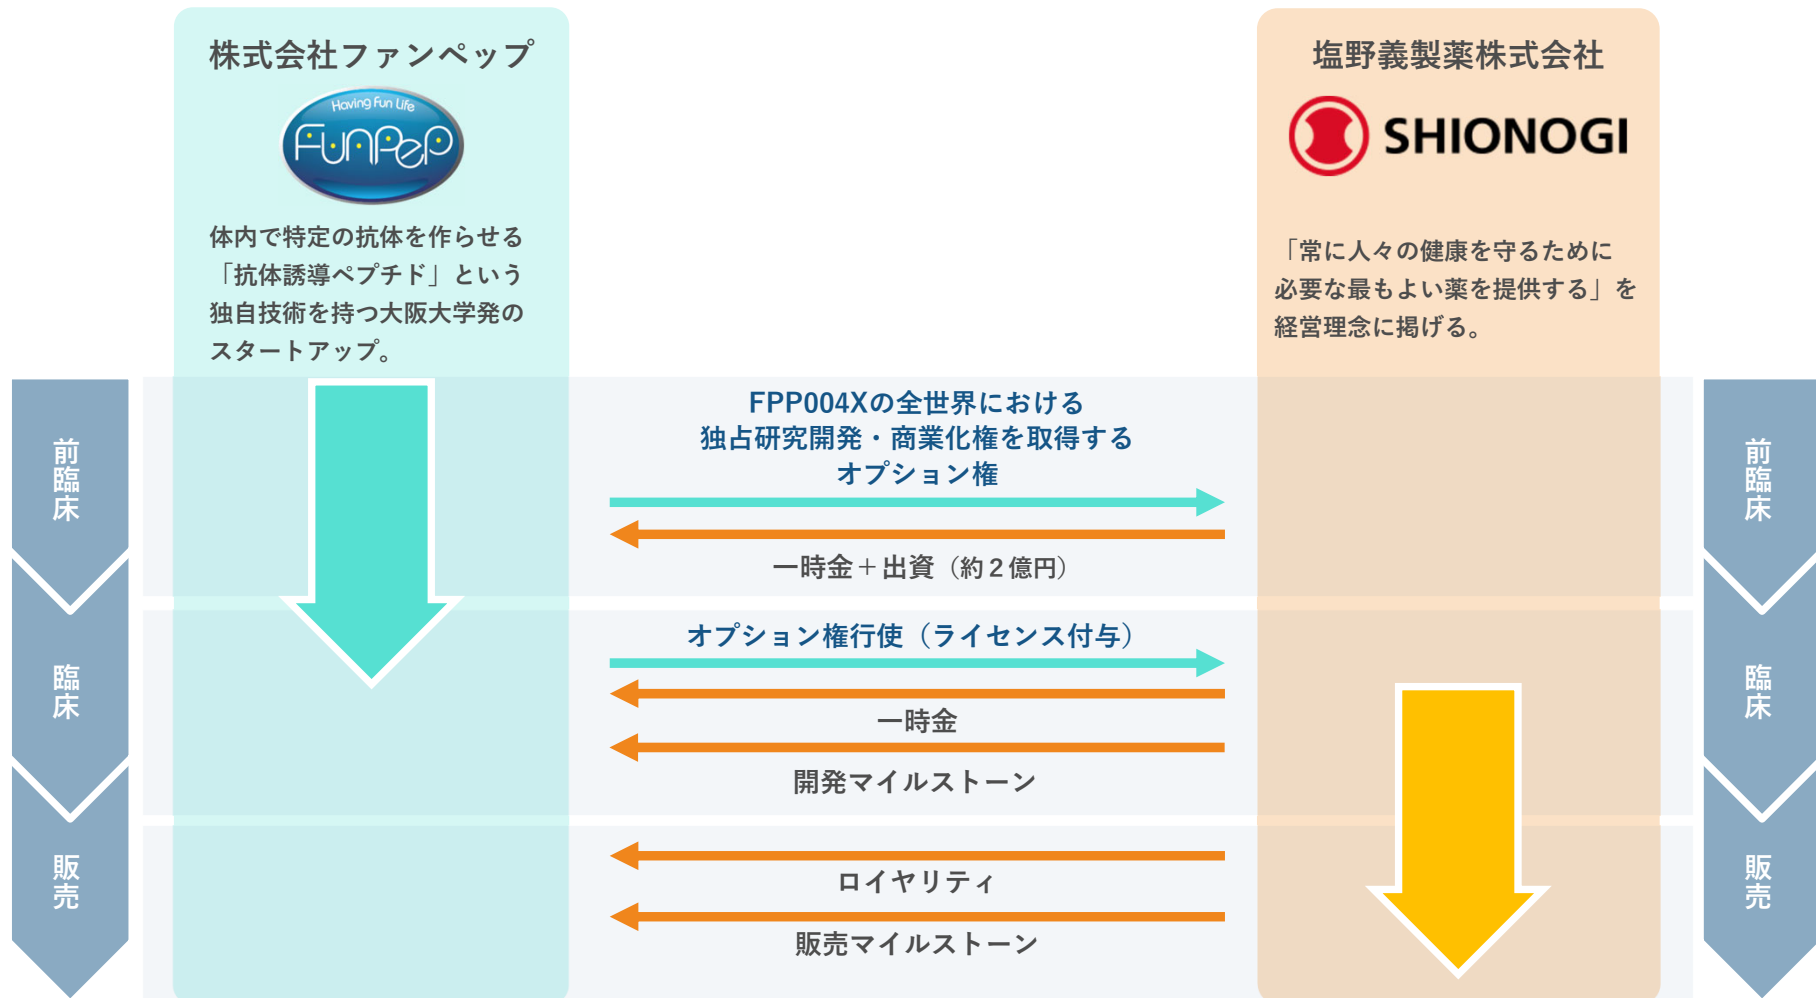 株式会社ファンペップ
Having Fun Life
FunPeP
体内で特定の抗体を作らせる
「抗体誘導ペプチド」という
独自技術を持つ大阪大学発の
スタートアップ。
塩野義製薬株式会社
SHIONOGI
「常に人々の健康を守るために
必要な最もよい薬を提供する」を
経営理念に掲げる。
前臨床
FPP004Xの全世界における
独占研究開発・商業化権を取得する
オプション権
一時金＋出資（約２億円）
前臨床
臨床
オプション権行使（ライセンス付与）
一時金
開発マイルストーン
臨床
販売
ロイヤリティ
販売マイルストーン
販売